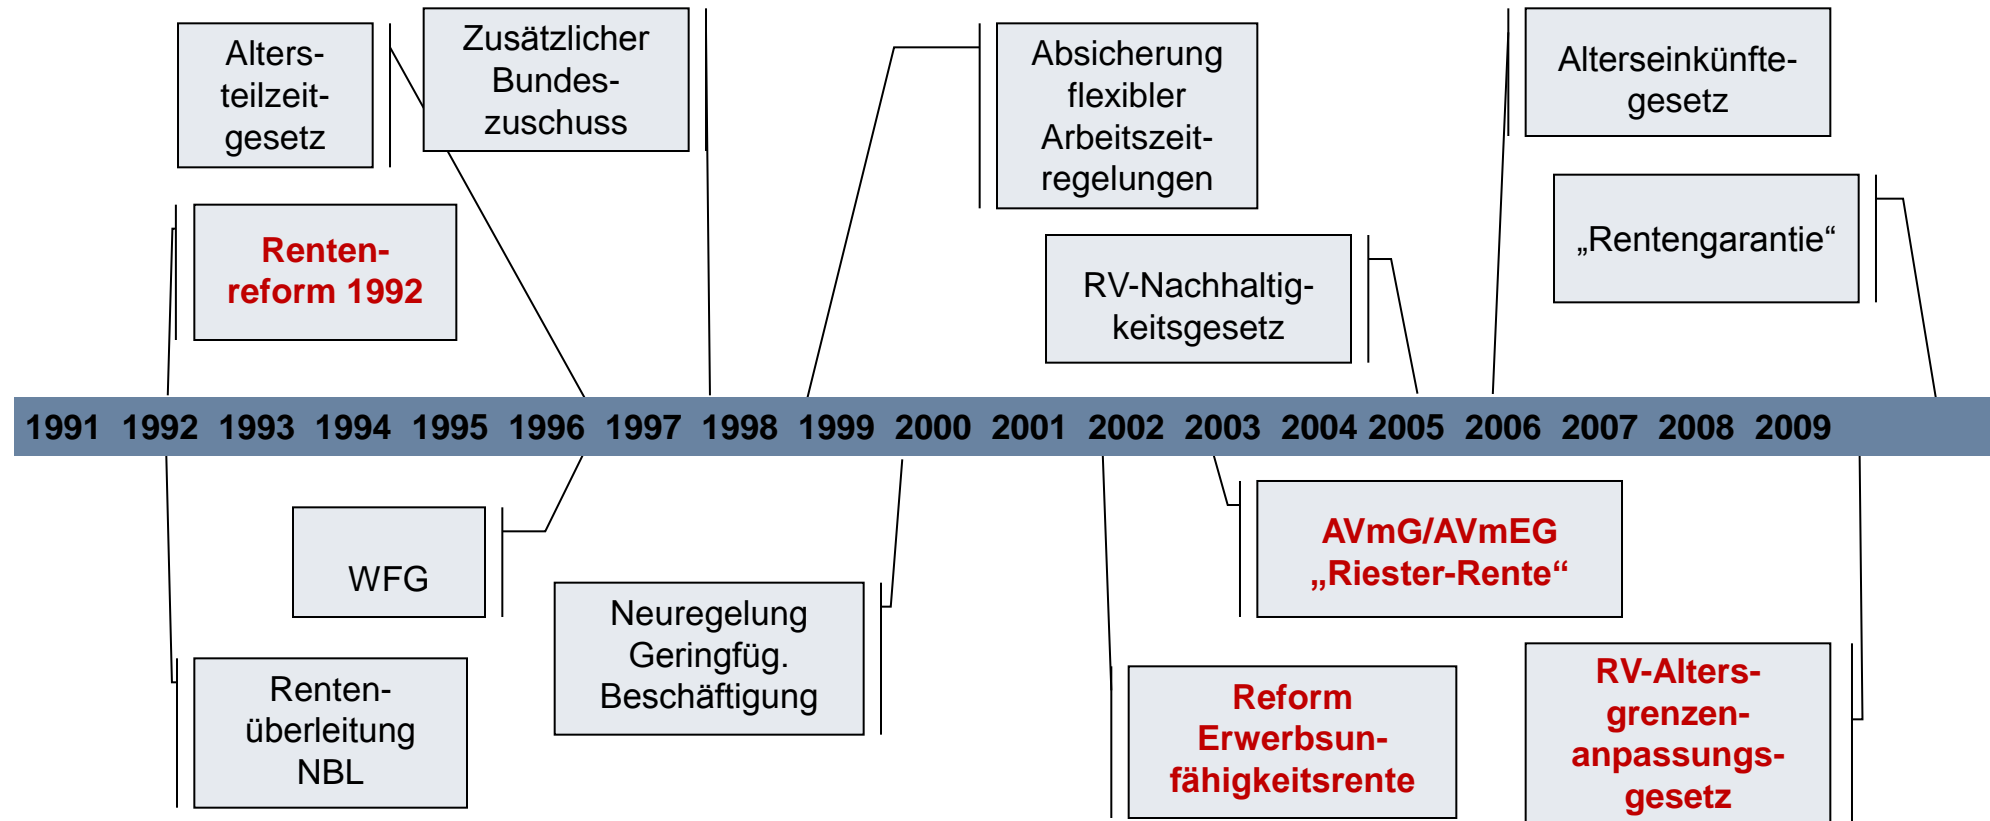 Alters-
teilzeit-
gesetz
Zusätzlicher
Bundes-
zuschuss
Absicherung
flexibler
Arbeitszeit-
regelungen
Alterseinkünfte-
gesetz
Renten-
reform 1992
RV-Nachhaltig-
keitsgesetz
„Rentengarantie“
1991 1992 1993 1994 1995 1996 1997 1998 1999 2000 2001 2002 2003 2004 2005 2006 2007 2008 2009
WFG
AVmG/AVmEG
„Riester-Rente“
Neuregelung
Geringfüg.
Beschäftigung
Renten-
überleitung
NBL
Reform
Erwerbsun-
fähigkeitsrente
RV-Alters-
grenzen-
anpassungs-
gesetz